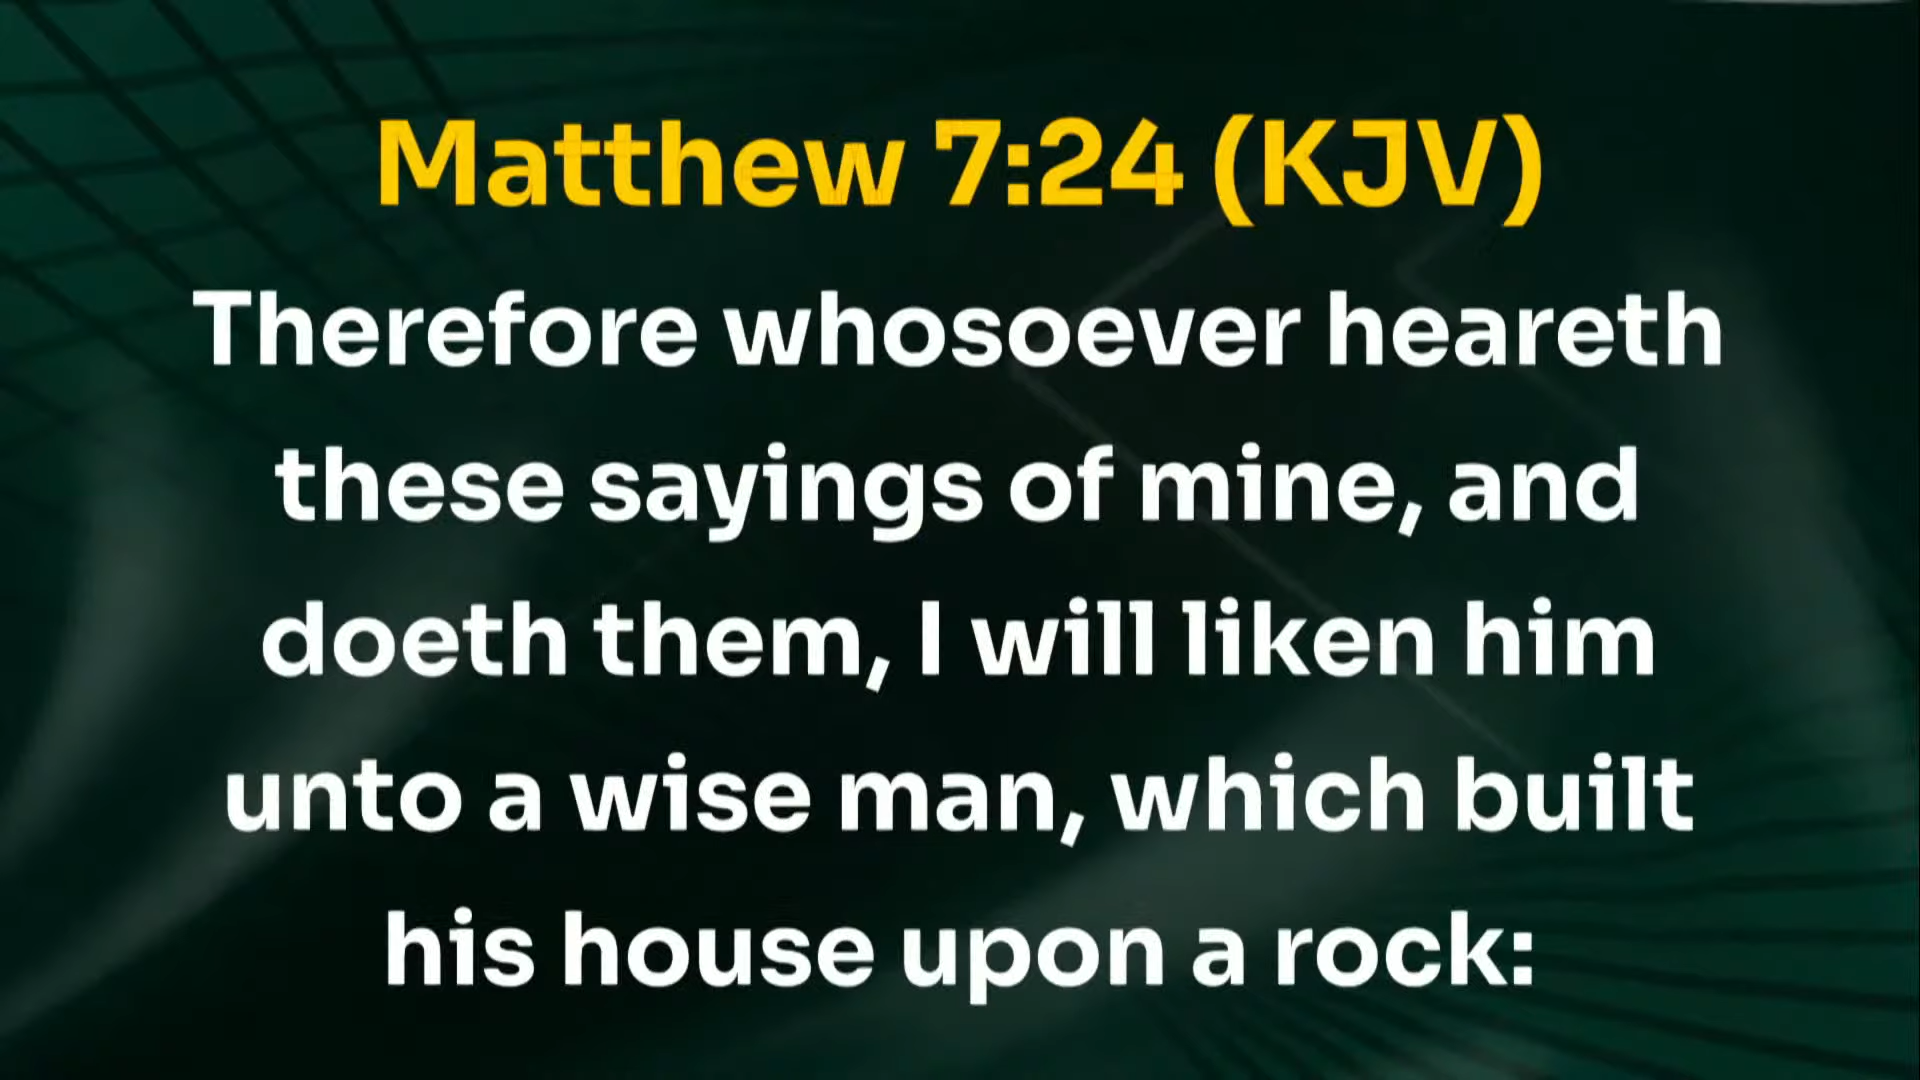 Matthew 7:24 (KJV)
Therefore whosoever heareth
these sayings of mine, and
doeth them, I will liken him
unto a wise man, which built
his house upon a rock: